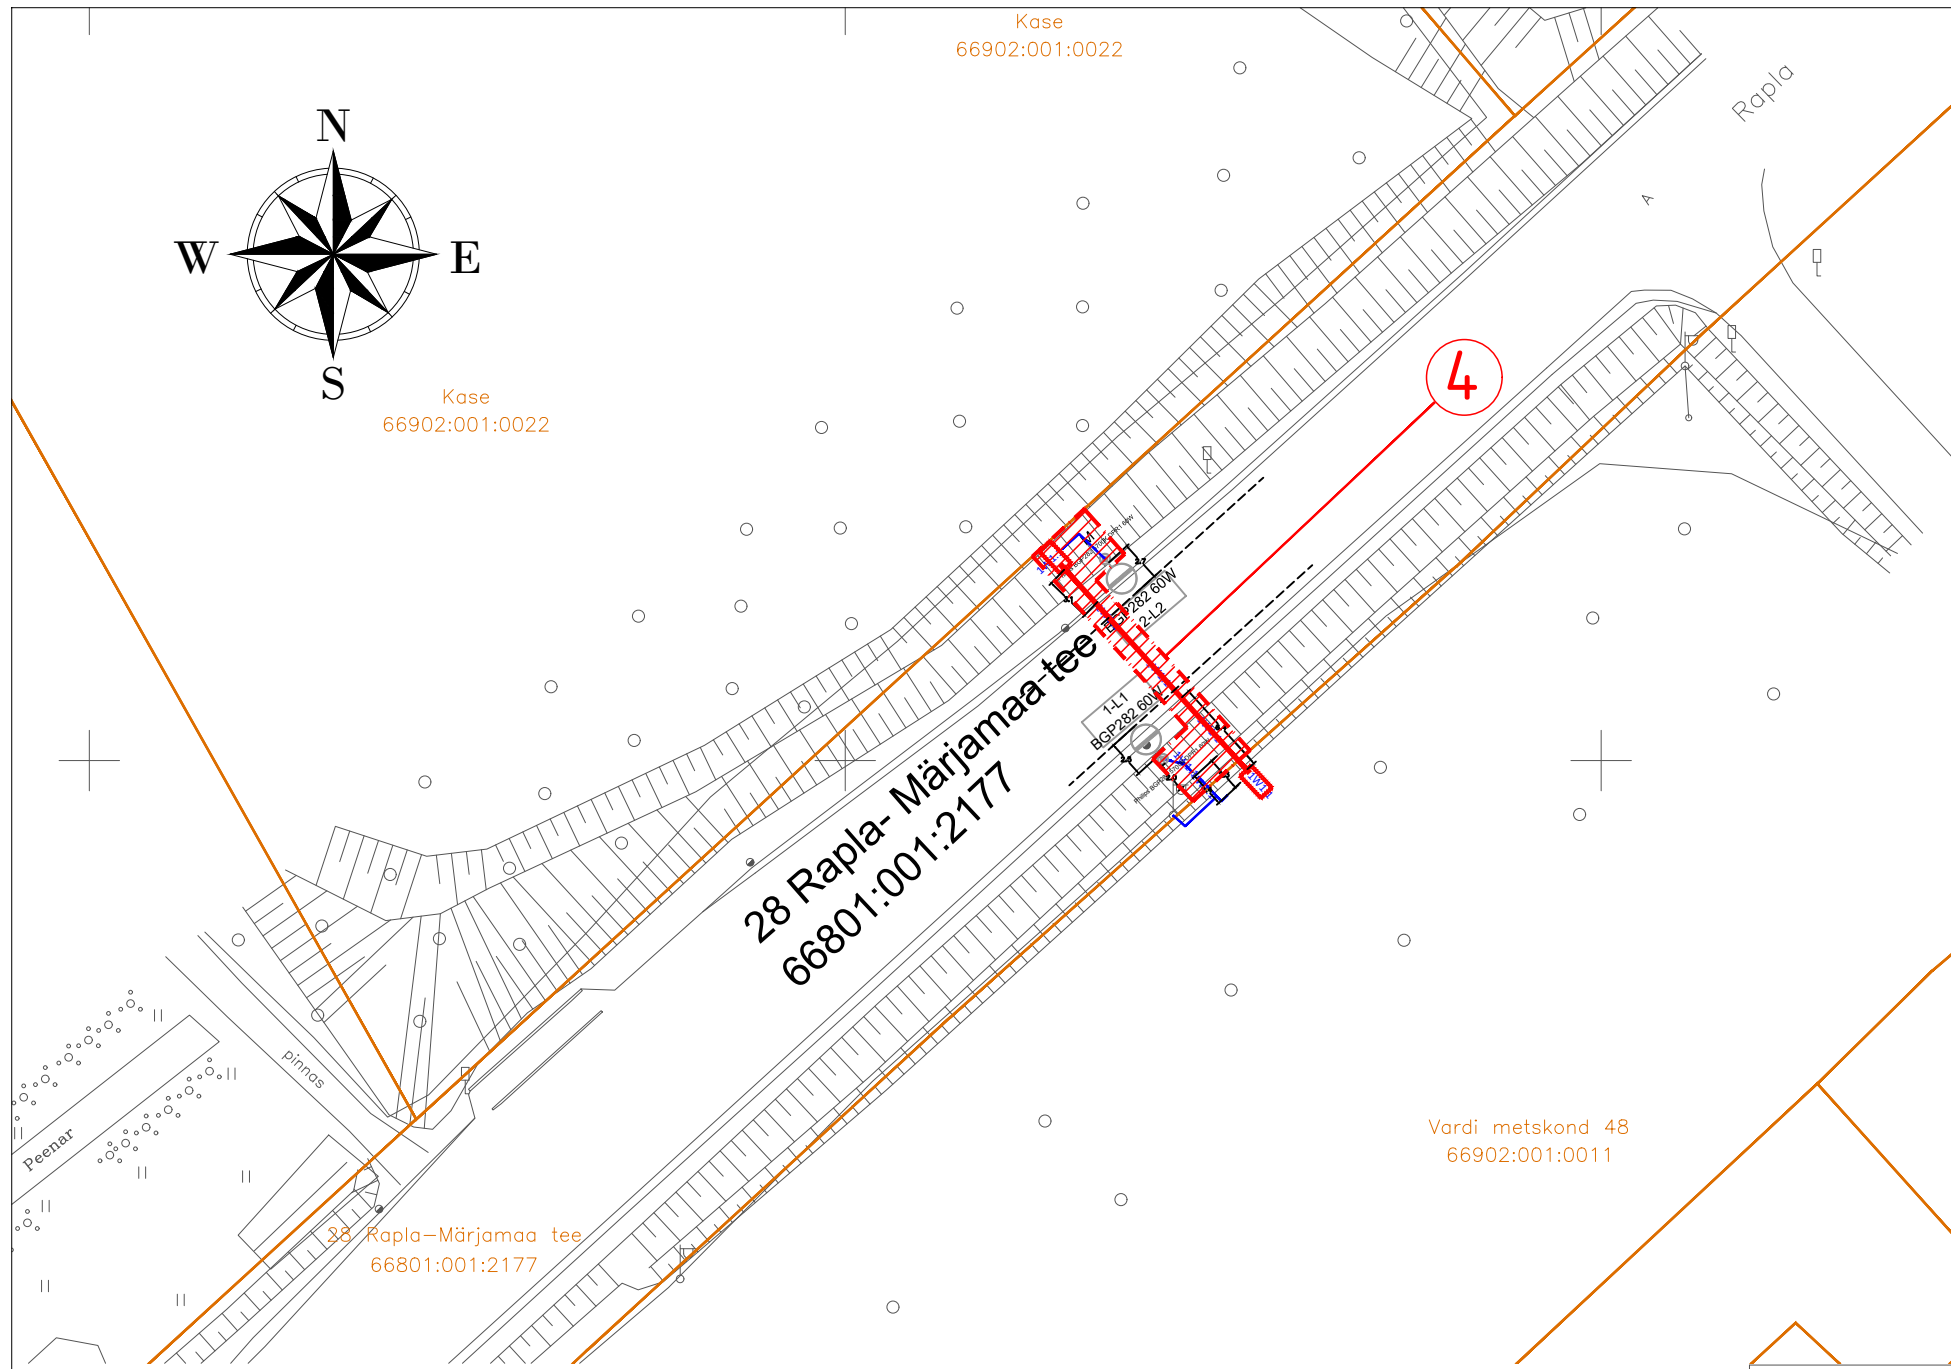 Kase
66902:001:0022
Rapla
N
W
E
S
A
4
Kase
66902:001:0022
BGP282 60W
2-L2
1-L1
BGP282 60W
28 Rapla- Märjamaa tee
66801:001:2177
pinnas
Peenar
Vardi metskond 48
66902:001:0011
28 Rapla-Märjamaa tee
66801:001:2177